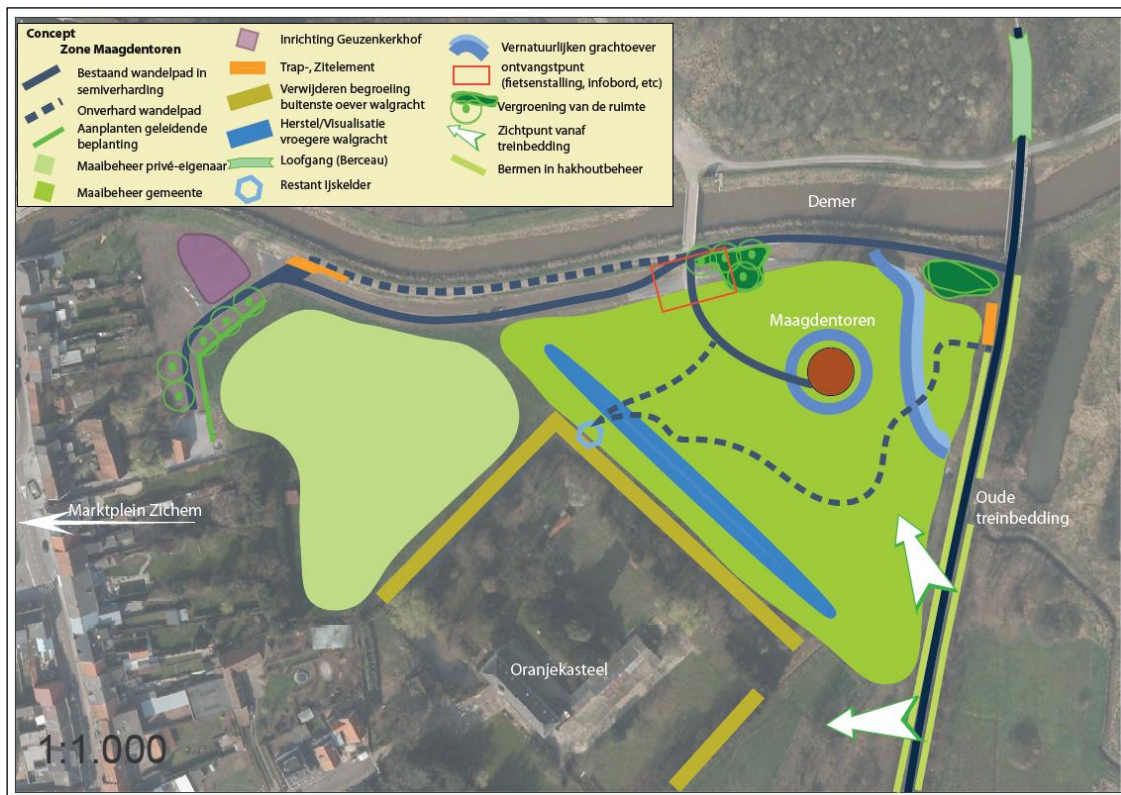 Concept
Zone Maagdentoren
Bestaand wandelpad in
semiverharding
Onverhard wandelpad
Aanplanten geleidende
beplanting
Maaibeheer privé-eigenaar
Maaibeheer gemeente
Inrichting Geuzenkerkhof
Trap-, Zitelement
Verwijderen begroeiing
buitenste oever walgracht
Herstel/Visualisatie
vroegere walgracht
Loofgang (Berceau)
Restant Ijskelder
Vernatuurlijken grachtoever
ontvangstpunt
(fietsenstalling, infobord, etc)
Vergroening van de ruimte
Zichtpunt vanaf
treinbedding
Bermen in hakhoutbeheer
Demer
Maagdentoren
Marktplein Zichem
Oude
treinbedding
Oranjekasteel
1:1.000